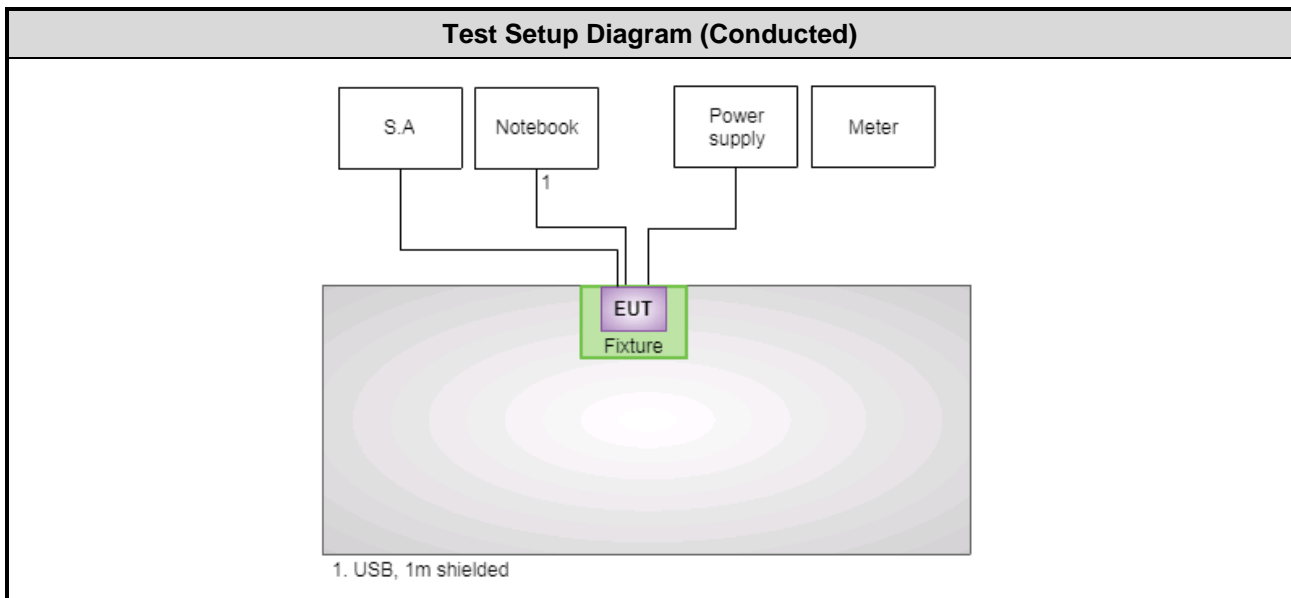 Test Setup Diagram (Conducted)
S.A
Notebook
Power
supply
Meter
1
EUT
Fixture
1. USB, 1m shielded